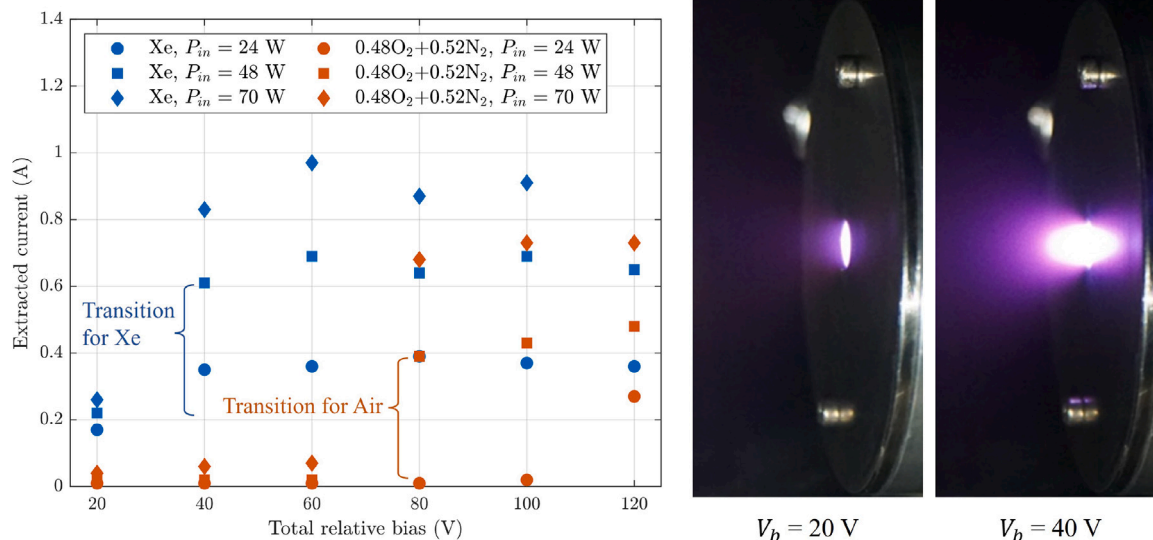 1.4
1.2
1
0.8
0.6
0.4
0.2
0
Extracted current (A)
Xe, P_in = 24 W
Xe, P_in = 48 W
Xe, P_in = 70 W
0.48O₂+0.52N₂, P_in = 24 W
0.48O₂+0.52N₂, P_in = 48 W
0.48O₂+0.52N₂, P_in = 70 W
Transition
for Xe
Transition for Air
20 40 60 80 100 120
Total relative bias (V)
V_b = 20 V
V_b = 40 V